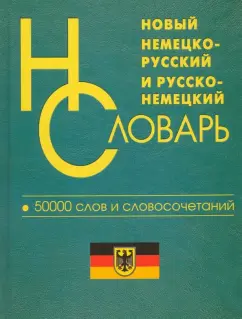 НОВЫЙ
НЕМЕЦКО-
РУССКИЙ
И РУССКО-
НЕМЕЦКИЙ
СЛОВАРЬ
• 50000 слов и словосочетаний